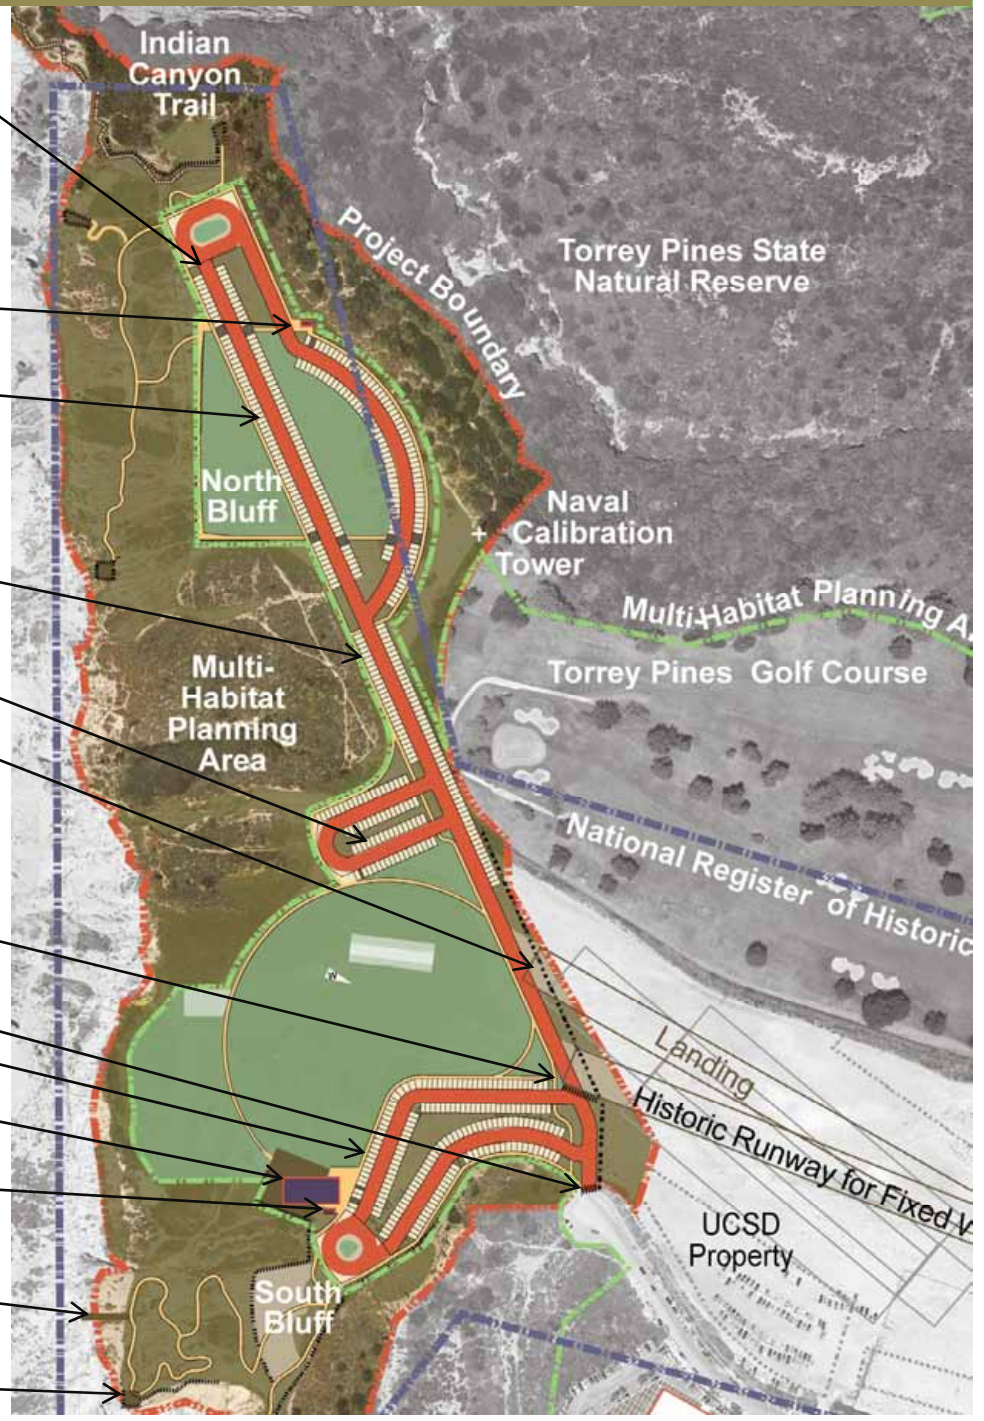 Indian
Canyon
Trail
Project Boundary
Torrey Pines State
Natural Reserve
North
Bluff
Naval
Calibration
Tower
Multi-Habitat Planning A
Multi-
Habitat
Planning
Area
Torrey Pines Golf Course
National Register of Historic
W
Landing
Historic Runway for Fixed W
UCSD
Property
South
Bluff